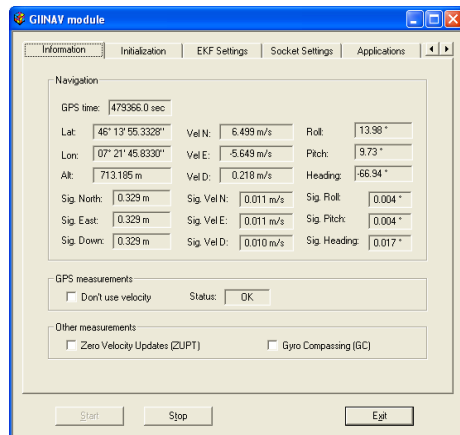 GIINAV module
Information Initialization EKF Settings Socket Settings Applications
Navigation
GPS time: 479366.0 sec
Lat: 46° 13' 55.3328" Vel N: 6.499 m/s Roll: 13.98 °
Lon: 07° 21' 45.8330" Vel E: -5.649 m/s Pitch: 9.73 °
Alt: 713.185 m Vel D: 0.218 m/s Heading: -66.94 °
Sig. North: 0.329 m Sig. Vel N: 0.011 m/s Sig. Roll: 0.004 °
Sig. East: 0.329 m Sig. Vel E: 0.011 m/s Sig. Pitch: 0.004 °
Sig. Down: 0.329 m Sig. Vel D: 0.010 m/s Sig. Heading: 0.017 °
GPS measurements
Don't use velocity Status: OK
Other measurements
Zero Velocity Updates (ZUPT) Gyro Compassing (GC)
Start Stop Exit